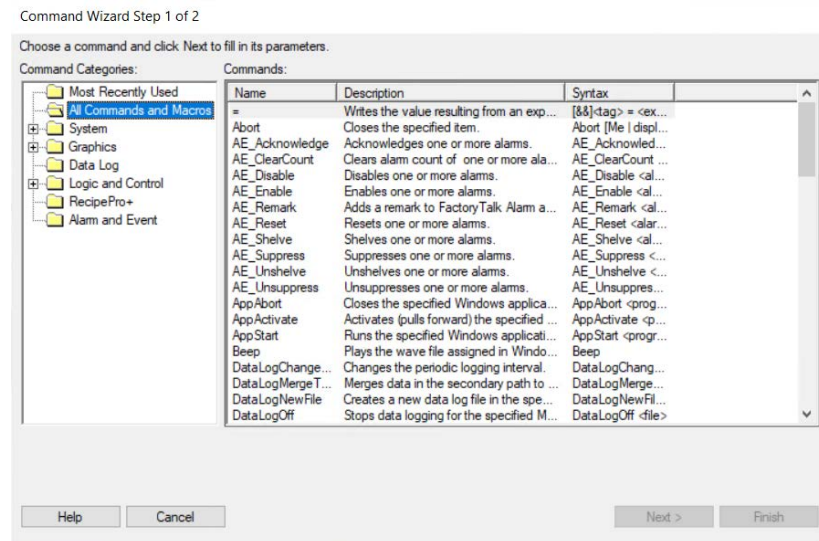 Command Wizard Step 1 of 2
Choose a command and click Next to fill in its parameters.
Command Categories:
Most Recently Used
All Commands and Macros
System
Graphics
Data Log
Logic and Control
RecipePro+
Alarm and Event
Commands:
Name Description Syntax
= Writes the value resulting from an exp... [&&]<tag> = <ex...
Abort Closes the specified item. Abort [Me | displ...
AE_Acknowledge Acknowledges one or more alarms. AE_Acknowled...
AE_ClearCount Clears alarm count of one or more ala... AE_ClearCount ...
AE_Disable Disables one or more alarms. AE_Disable <al...
AE_Enable Enables one or more alarms. AE_Enable <al...
AE_Remark Adds a remark to FactoryTalk Alarm a... AE_Remark <al...
AE_Reset Resets one or more alarms. AE_Reset <alar...
AE_Shelve Shelves one or more alarms. AE_Shelve <al...
AE_Suppress Suppresses one or more alarms. AE_Suppress <...
AE_Unshelve Unshelves one or more alarms. AE_Unshelve <...
AE_Unsuppress Unsuppresses one or more alarms. AE_Unsuppres...
AppAbort Closes the specified Windows applica... AppAbort <prog...
AppActivate Activates (pulls forward) the specified ... AppActivate <p...
AppStart Runs the specified Windows applicati... AppStart <progr...
Beep Plays the wave file assigned in Windo... Beep
DataLogChange... Changes the periodic logging interval. DataLogChang...
DataLogMergeT... Merges data in the secondary path to ... DataLogMerge...
DataLogNewFile Creates a new data log file in the spe... DataLogNewFil...
DataLogOff Stops data logging for the specified M... DataLogOff <file>
Help Cancel Next > Finish